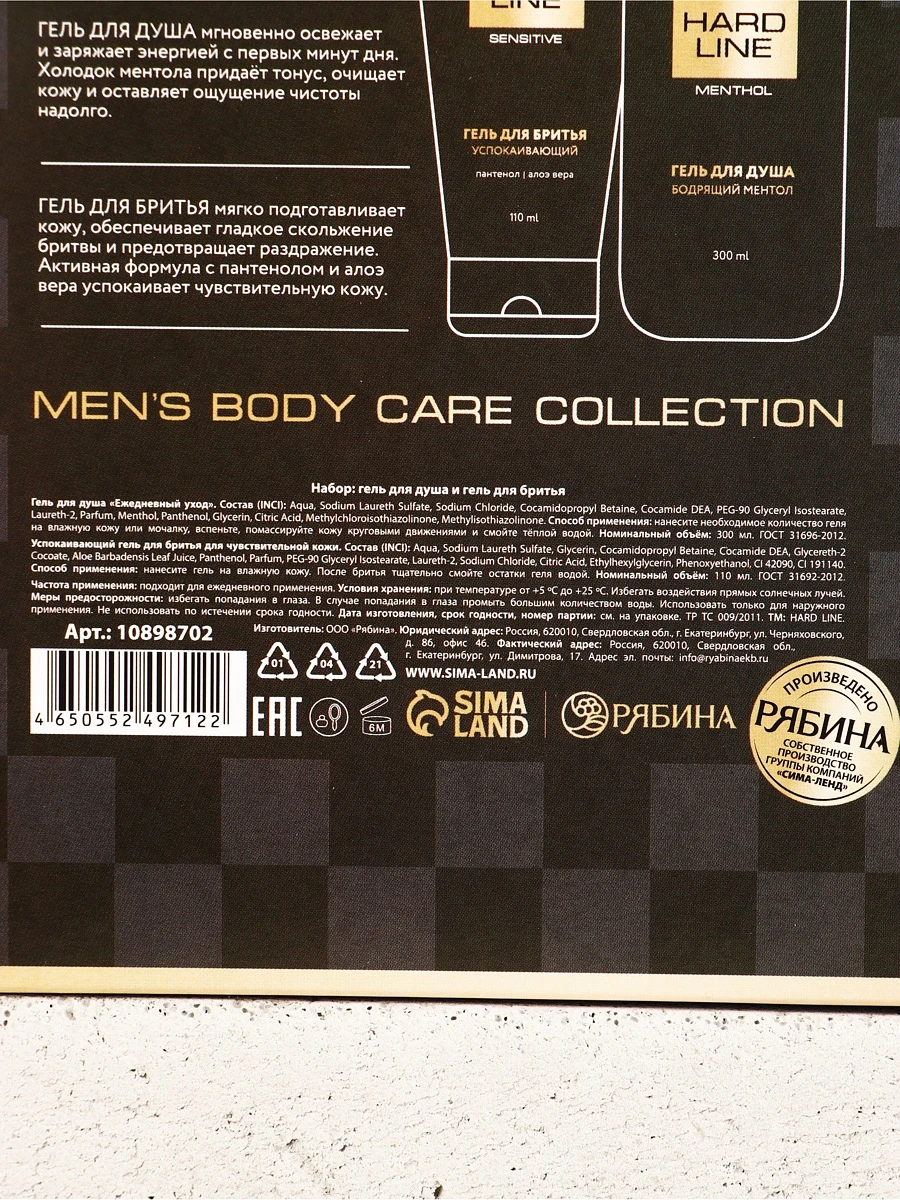 ГЕЛЬ ДЛЯ ДУША мгновенно освежает
и заряжает энергией с первых минут дня.
Холодок ментола придаёт тонус, очищает
кожу и оставляет ощущение чистоты
надолго.
ГЕЛЬ ДЛЯ БРИТЬЯ мягко подготавливает
кожу, обеспечивает гладкое скольжение
бритвы и предотвращает раздражение.
Активная формула с пантенолом и алоэ
вера успокаивает чувствительную кожу.
LINE
SENSITIVE
ГЕЛЬ ДЛЯ БРИТЬЯ
УСПОКАИВАЮЩИЙ
пантенол | алоэ вера
110 ml
HARD
LINE
MENTHOL
ГЕЛЬ ДЛЯ ДУША
БОДРЯЩИЙ МЕНТОЛ
300 ml
MEN'S BODY CARE COLLECTION
Набор: гель для душа и гель для бритья
Гель для душа «Ежедневный уход». Состав (INCI): Aqua, Sodium Laureth Sulfate, Sodium Chloride, Cocamidopropyl Betaine, Cocamide DEA, PEG-90 Glyceryl Isostearate,
Laureth-2, Parfum, Menthol, Panthenol, Glycerin, Citric Acid, Methylchloroisothiazolinone, Methylisothiazolinone. Способ применения: нанесите необходимое количество геля
на влажную кожу или мочалку, вспеньте, помассируйте кожу круговыми движениями и смойте тёплой водой. Номинальный объём: 300 мл. ГОСТ 31696-2012.
Успокаивающий гель для бритья для чувствительной кожи. Состав (INCI): Aqua, Sodium Laureth Sulfate, Glycerin, Cocamidopropyl Betaine, Cocamide DEA, Glycereth-2
Cocoate, Aloe Barbadensis Leaf Juice, Panthenol, Parfum, PEG-90 Glyceryl Isostearate, Laureth-2, Sodium Chloride, Citric Acid, Ethylhexylglycerin, Phenoxyethanol, CI 42090, CI 191140.
Способ применения: нанесите гель на влажную кожу. После бритья тщательно смойте остатки геля водой. Номинальный объём: 110 мл. ГОСТ 31692-2012.
Частота применения: подходит для ежедневного применения. Условия хранения: при температуре от +5 ºС до +25 ºС. Избегать воздействия прямых солнечных лучей.
Меры предосторожности: избегать попадания в глаза. В случае попадания в глаза промыть большим количеством воды. Использовать только для наружного
применения. Не использовать по истечении срока годности. Дата изготовления, срок годности, номер партии: см. на упаковке. ТР ТС 009/2011. ТМ: HARD LINE.
Арт.: 10898702
Изготовитель: ООО «Рябина». Юридический адрес: Россия, 620010, Свердловская обл., г. Екатеринбург, ул. Черняховского,
д. 86, офис 46. Фактический адрес: Россия, 620010, Свердловская обл.,
г. Екатеринбург, ул. Димитрова, 17. Адрес эл. почты: info@ryabinaekb.ru
WWW.SIMA-LAND.RU
01 04 21
4 650552 497122
EAC
6M
SIMA
LAND
РЯБИНА
ПРОИЗВЕДЕНО
РЯБИНА
СОБСТВЕННОЕ
ПРОИЗВОДСТВО
ГРУППЫ КОМПАНИЙ
«СИМА-ЛЕНД»